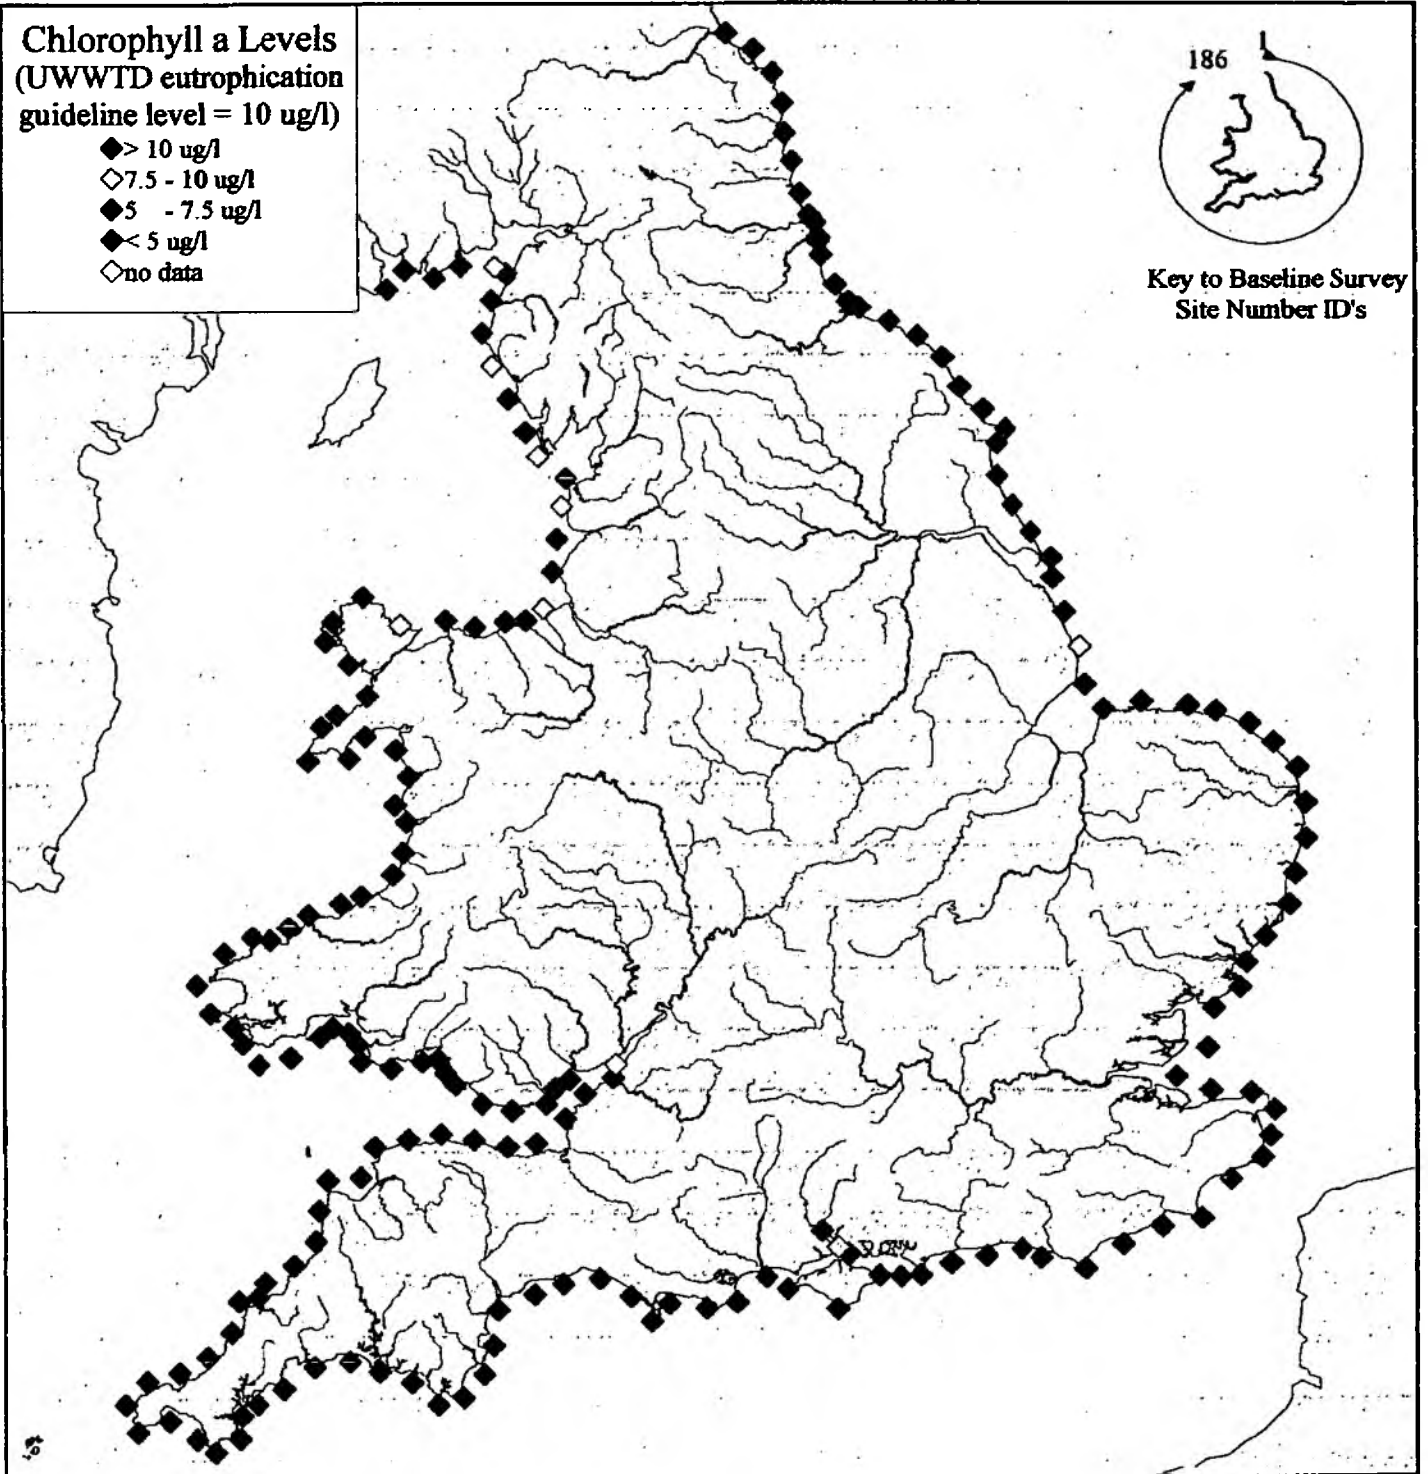 Chlorophyll a Levels
(UWWTD eutrophication
guideline level = 10 ug/l)
> 10 ug/l
7.5 - 10 ug/l
5 - 7.5 ug/l
< 5 ug/l
no data
186
1
Key to Baseline Survey
Site Number ID's